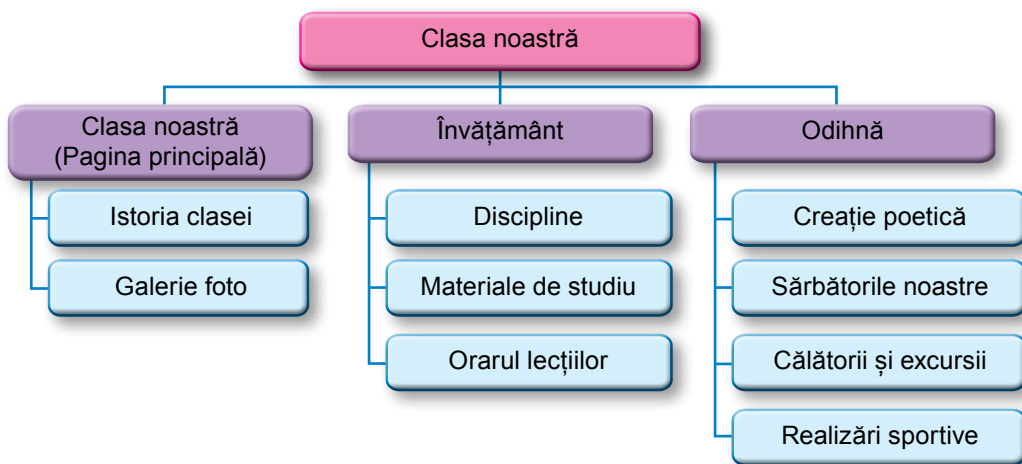 Clasa noastră
Clasa noastră
(Pagina principală)
Istoria clasei
Galerie foto
Învățământ
Discipline
Materiale de studiu
Orarul lecțiilor
Odihnă
Creație poetică
Sărbătorile noastre
Călătorii și excursii
Realizări sportive